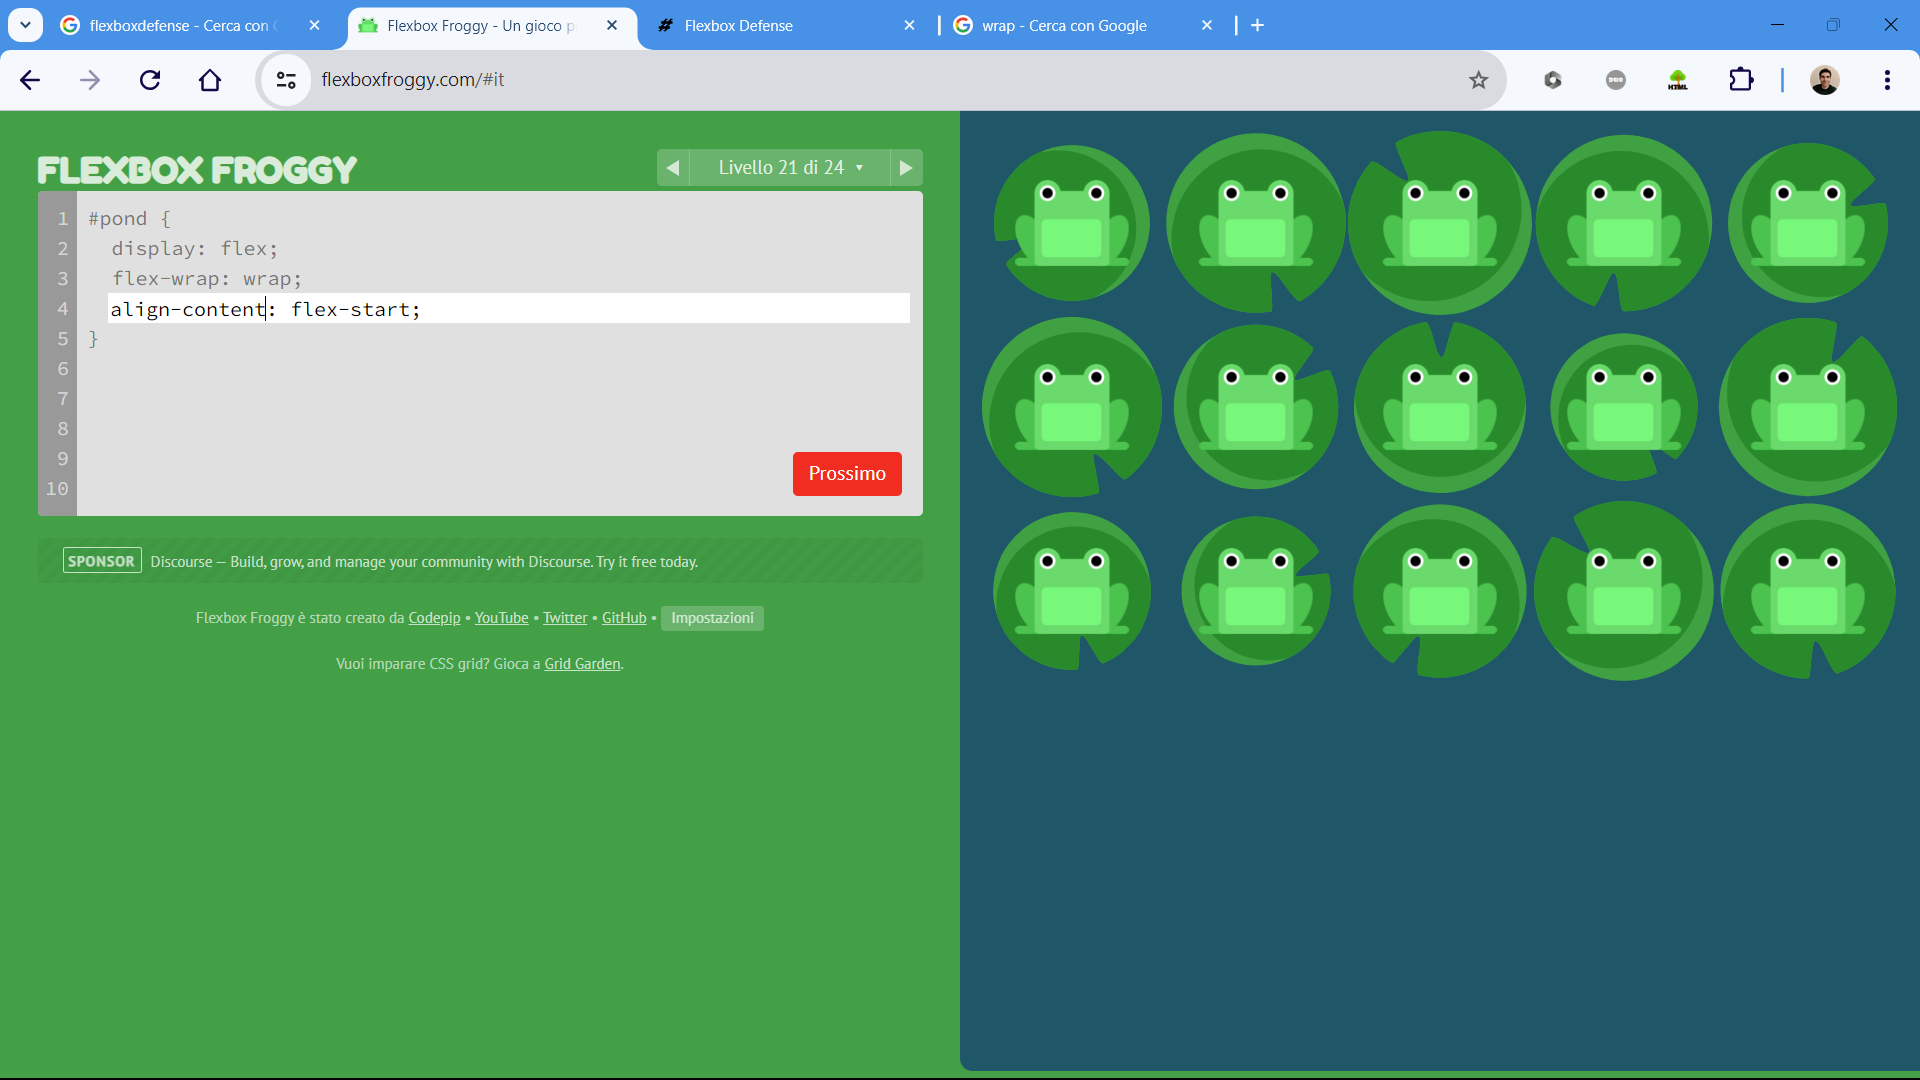 flexboxdefense - Cerca con G
Flexbox Froggy - Un gioco p
Flexbox Defense
wrap - Cerca con Google
flexboxfroggy.com/#it
HTML
FLEXBOX FROGGY
Livello 21 di 24
1 #pond {
2 display: flex;
3 flex-wrap: wrap;
4 align-content: flex-start;
5 }
6
7
8
9
10
Prossimo
SPONSOR Discourse — Build, grow, and manage your community with Discourse. Try it free today.
Flexbox Froggy è stato creato da Codepip • YouTube • Twitter • GitHub • Impostazioni
Vuoi imparare CSS grid? Gioca a Grid Garden.